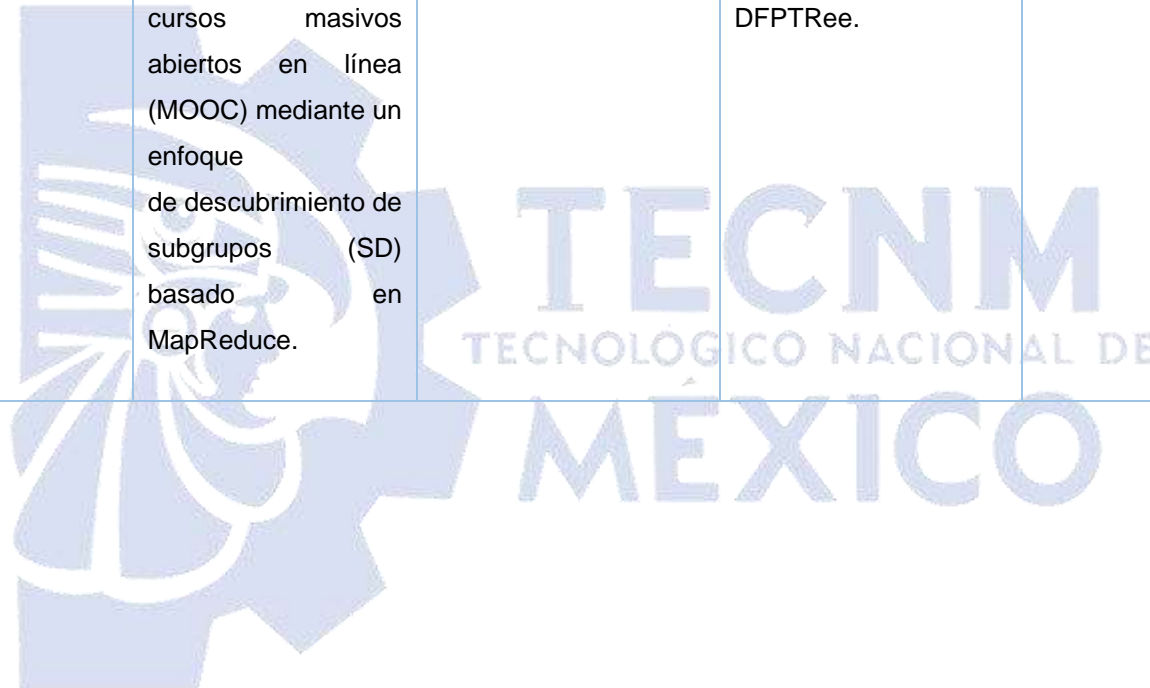 cursos masivos
abiertos en línea
(MOOC) mediante un
enfoque
de descubrimiento de
subgrupos (SD)
basado en
MapReduce.
DFPTRee.
TECNM
TECNOLÓGICO NACIONAL DE
MÉXICO